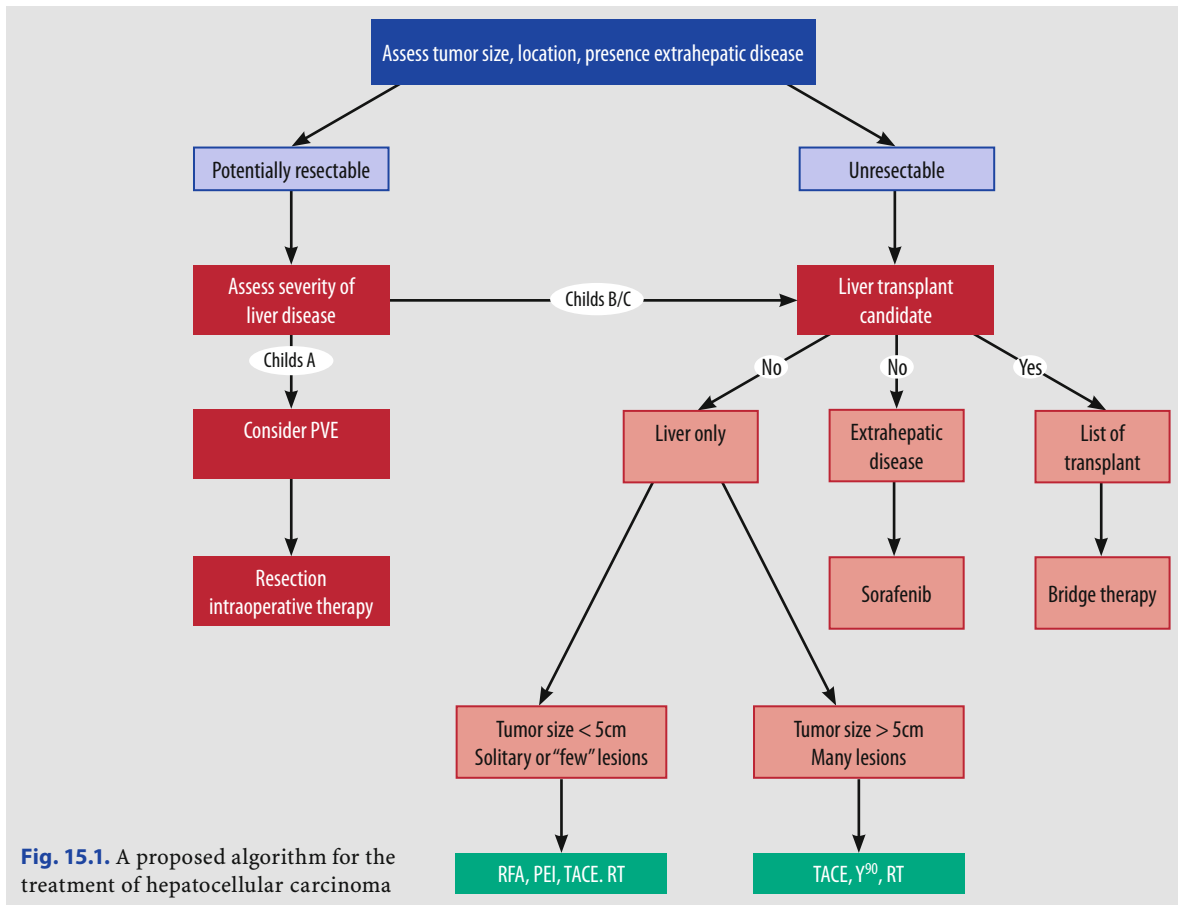 Assess tumor size, location, presence extrahepatic disease
Potentially resectable
Unresectable
Assess severity of
liver disease
Childs B/C
Liver transplant
candidate
Childs A
No
No
Yes
Consider PVE
Liver only
Extrahepatic
disease
List of
transplant
Resection
intraoperative therapy
Sorafenib
Bridge therapy
Tumor size < 5cm
Solitary or “few” lesions
Tumor size > 5cm
Many lesions
RFA, PEI, TACE. RT
TACE, Y⁹⁰, RT
Fig. 15.1. A proposed algorithm for the
treatment of hepatocellular carcinoma